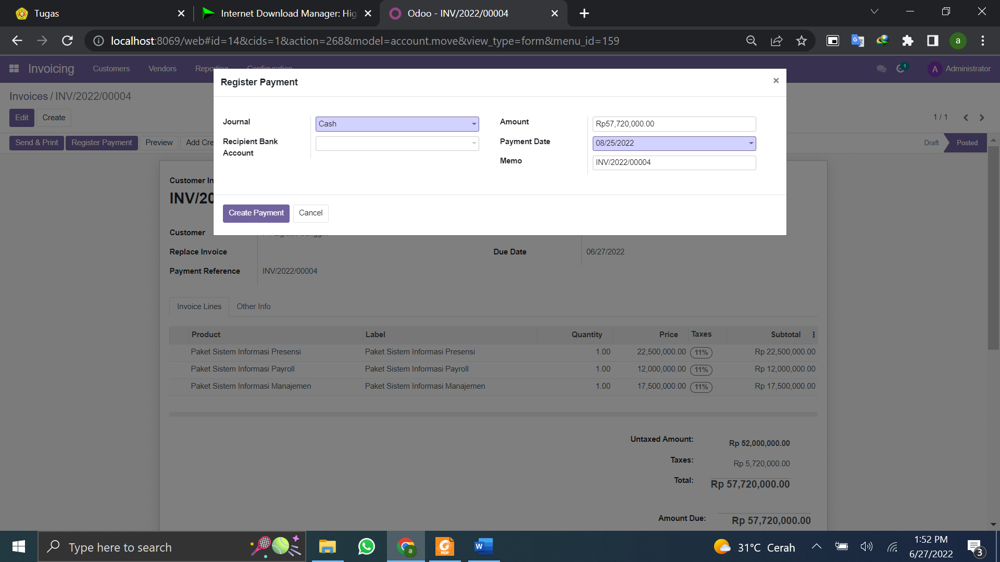 Tugas
Internet Download Manager: Hig
Odoo - INV/2022/00004
localhost:8069/web#id=14&cids=1&action=268&model=account.move&view_type=form&menu_id=159
a
Invoicing Customers Vendors Reporting Configuration
1
A Administrator
Invoices / INV/2022/00004
Edit Create
1 / 1
Send & Print Register Payment Preview Add Cre
Draft Posted
Register Payment
×
Journal Cash
Recipient Bank Account
Amount Rp57,720,000.00
Payment Date 08/25/2022
Memo INV/2022/00004
Create Payment Cancel
Customer In
INV/20
Customer
Replace Invoice
Due Date 06/27/2022
Payment Reference INV/2022/00004
Invoice Lines Other Info
Product Label Quantity Price Taxes Subtotal
Paket Sistem Informasi Presensi Paket Sistem Informasi Presensi 1.00 22,500,000.00 11% Rp 22,500,000.00
Paket Sistem Informasi Payroll Paket Sistem Informasi Payroll 1.00 12,000,000.00 11% Rp 12,000,000.00
Paket Sistem Informasi Manajemen Paket Sistem Informasi Manajemen 1.00 17,500,000.00 11% Rp 17,500,000.00
Untaxed Amount: Rp 52,000,000.00
Taxes: Rp 5,720,000.00
Total: Rp 57,720,000.00
Amount Due: Rp 57,720,000.00
Type here to search
a
PDF
W
31°C Cerah
1:52 PM
6/27/2022
3